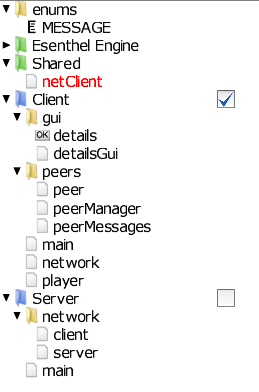 enums
E MESSAGE
Esenthel Engine
Shared
netClient
Client
gui
OK details
detailsGui
peers
peer
peerManager
peerMessages
main
network
player
Server
network
client
server
main